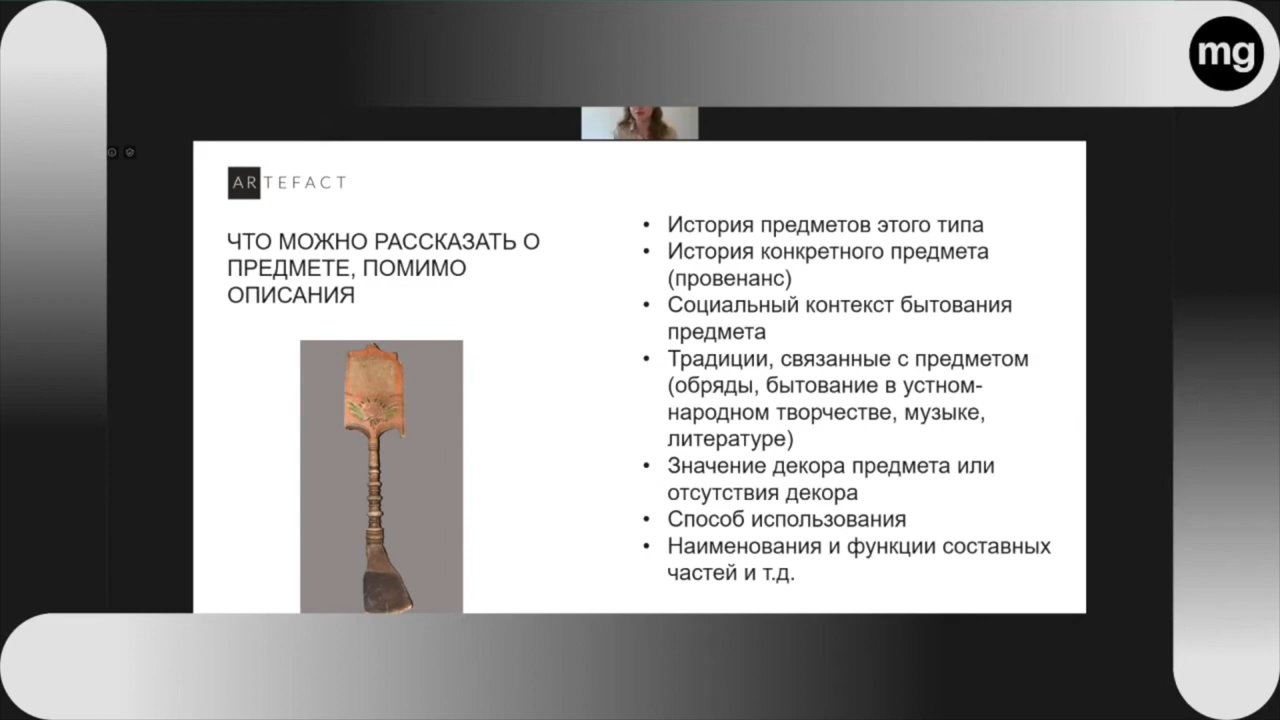 mg
ARTEFACT
ЧТО МОЖНО РАССКАЗАТЬ О
ПРЕДМЕТЕ, ПОМИМО
ОПИСАНИЯ
• История предметов этого типа
• История конкретного предмета
(провенанс)
• Социальный контекст бытования
предмета
• Традиции, связанные с предметом
(обряды, бытование в устном-
народном творчестве, музыке,
литературе)
• Значение декора предмета или
отсутствия декора
• Способ использования
• Наименования и функции составных
частей и т.д.